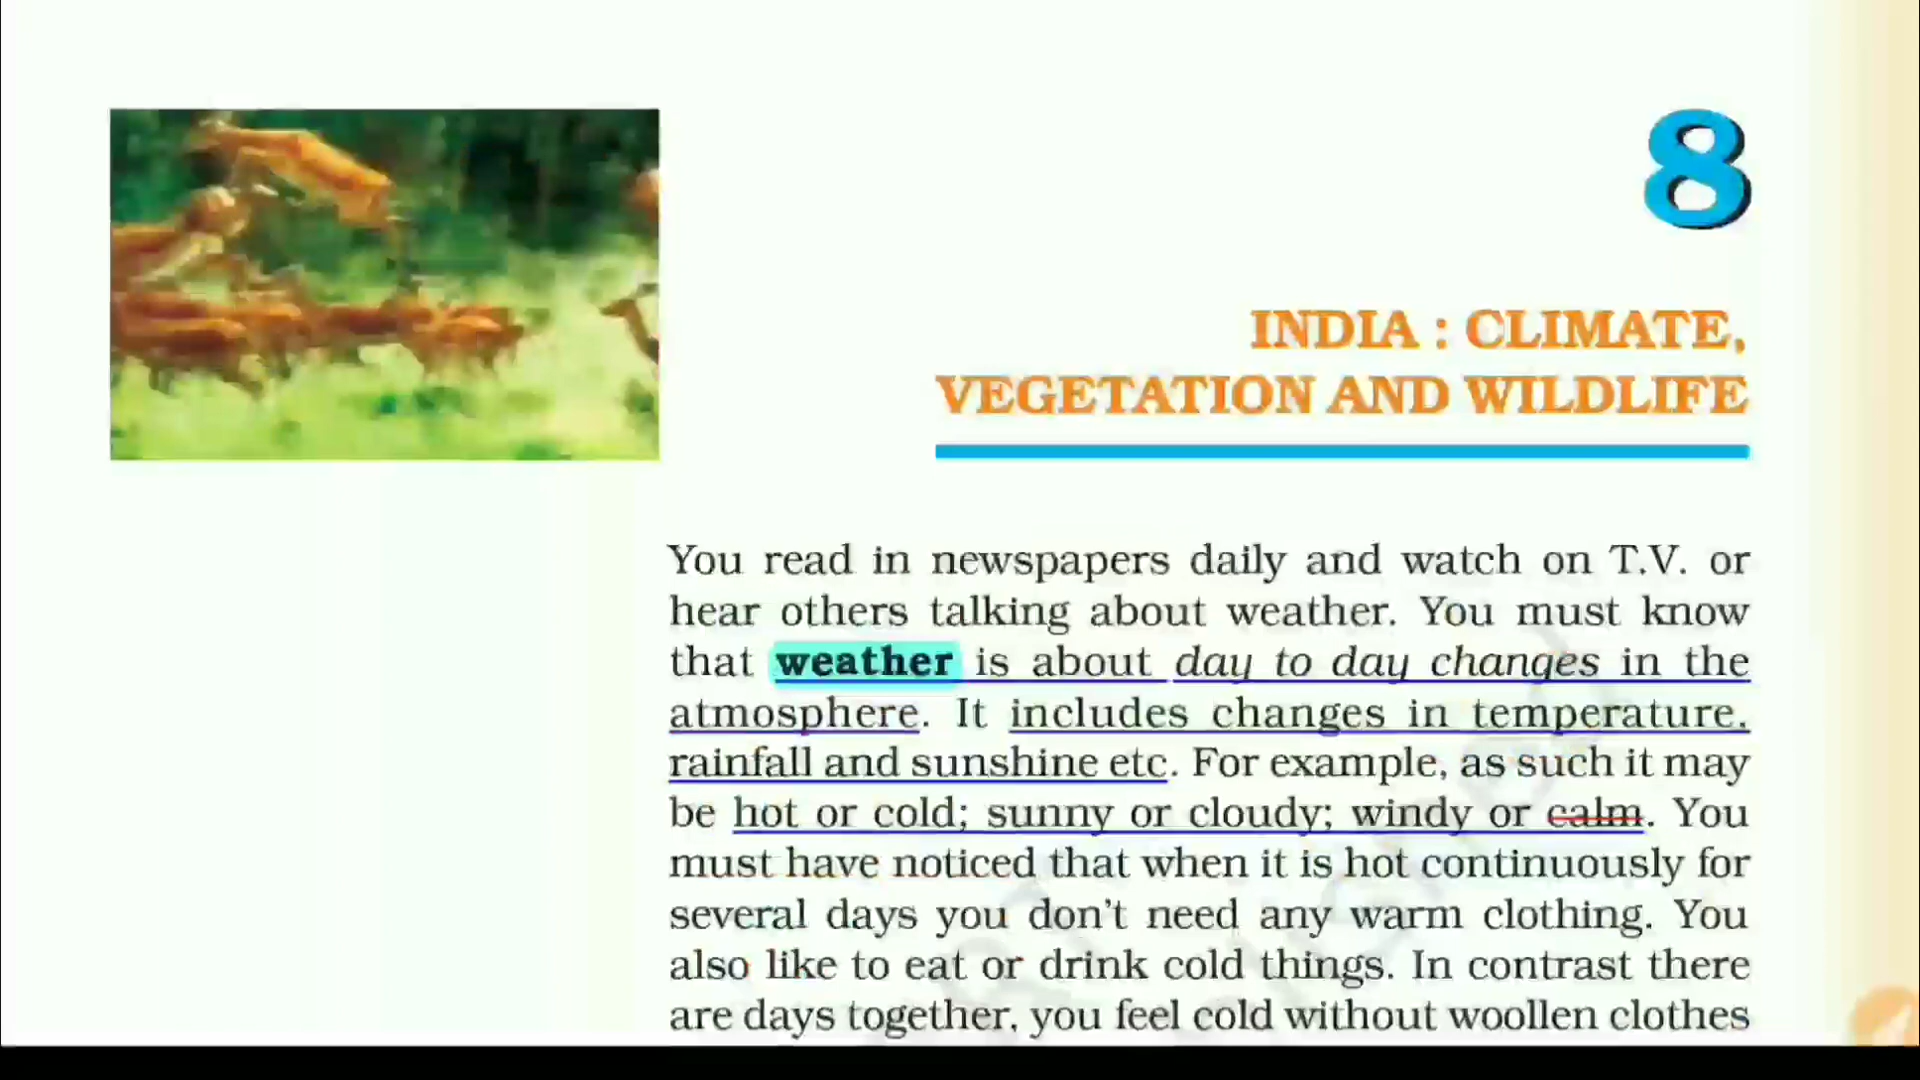 8
INDIA : CLIMATE,
VEGETATION AND WILDLIFE
You read in newspapers daily and watch on T.V. or
hear others talking about weather. You must know
that weather is about day to day changes in the
atmosphere. It includes changes in temperature,
rainfall and sunshine etc. For example, as such it may
be hot or cold; sunny or cloudy; windy or calm. You
must have noticed that when it is hot continuously for
several days you don't need any warm clothing. You
also like to eat or drink cold things. In contrast there
are days together, you feel cold without woollen clothes